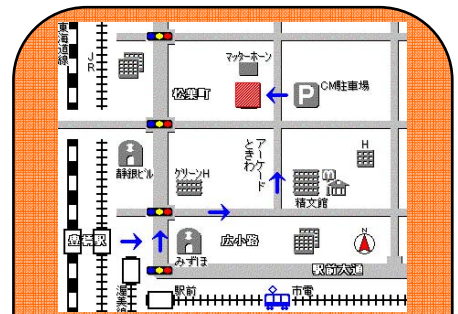 東海道線
JR
マッターホーン
松葉町
P
CM駐車場
静銀ビル
グリーンH
ときわ
アーケード
H
精文館
豊橋駅
みずほ
広小路
N
駅前大通
渥美線
駅前
市電